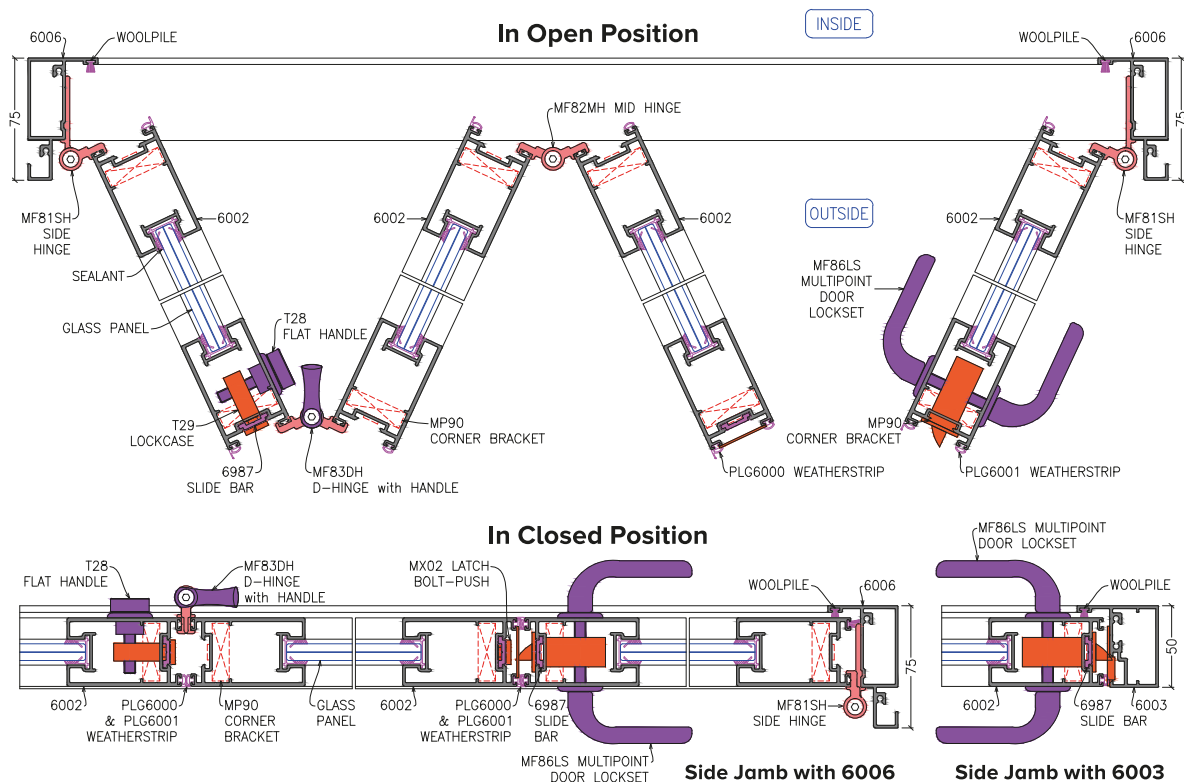 In Open Position
INSIDE
6006
WOOLPILE
WOOLPILE
6006
75
75
MF82MH MID HINGE
MF81SH
SIDE
HINGE
6002
6002
6002
OUTSIDE
6002
MF81SH
SIDE
HINGE
SEALANT
GLASS PANEL
MF86LS
MULTIPOINT
DOOR
LOCKSET
T28
FLAT HANDLE
T29
LOCKCASE
6987
SLIDE BAR
MF83DH
D-HINGE with HANDLE
MP90
CORNER BRACKET
PLG6000 WEATHERSTRIP
MP90
CORNER BRACKET
PLG6001 WEATHERSTRIP
In Closed Position
T28
FLAT HANDLE
MF83DH
D-HINGE
with HANDLE
MX02 LATCH
BOLT-PUSH
WOOLPILE
6006
MF86LS MULTIPOINT
DOOR LOCKSET
WOOLPILE
75
50
6002
PLG6000
& PLG6001
WEATHERSTRIP
MP90
CORNER
BRACKET
GLASS
PANEL
6002
PLG6000
& PLG6001
WEATHERSTRIP
6987
SLIDE
BAR
MF81SH
SIDE HINGE
6002
6987
SLIDE BAR
6003
MF86LS MULTIPOINT
DOOR LOCKSET
Side Jamb with 6006
Side Jamb with 6003